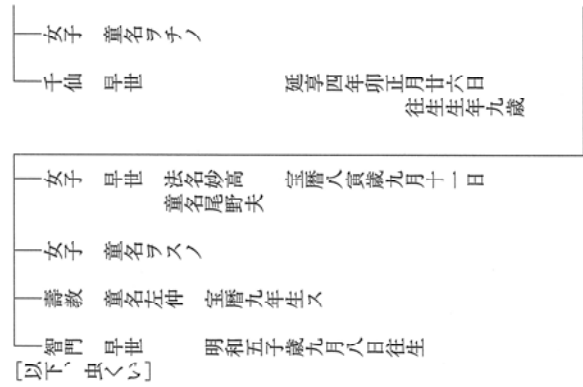 女子　童名ヲチノ
千仙　早世　延享四年卯正月廿六日
往生生年九歳
女子　早世　法名妙高　宝暦八寅歳九月十一日
童名尾野夫
女子　童名ヲスノ
壽教　童名左仲　宝暦九年生ス
智門　早世　明和五子歳九月八日往生
［以下、虫くい］